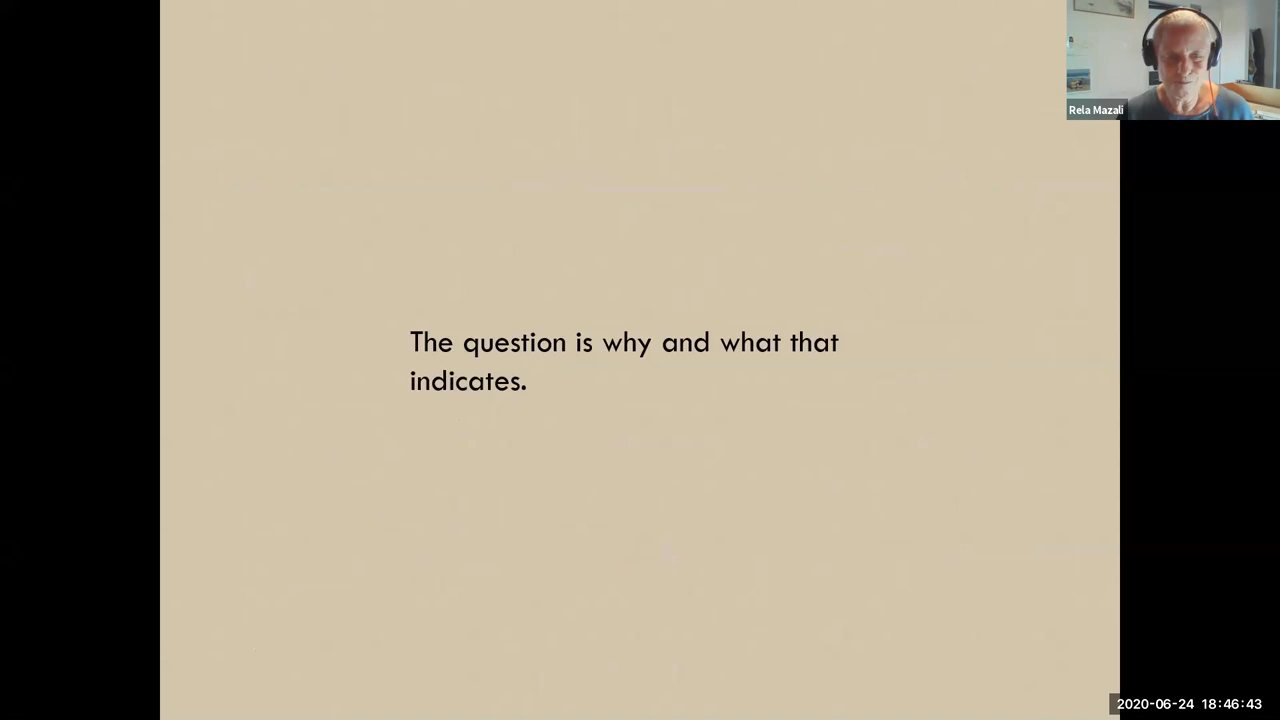 Rela Mazali
The question is why and what that
indicates.
2020-06-24 18:46:43